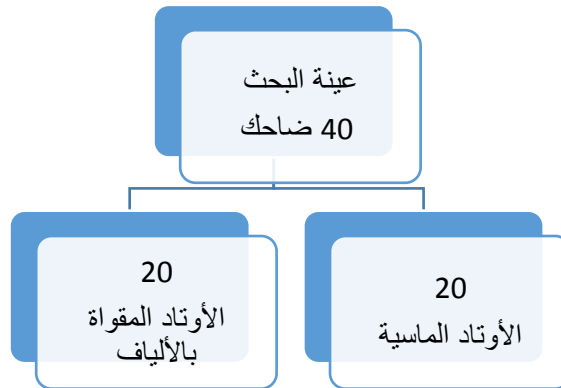 عينة البحث
40 ضاحك
20
الأوتاد الماسية
20
الأوتاد المقواة
بالألياف